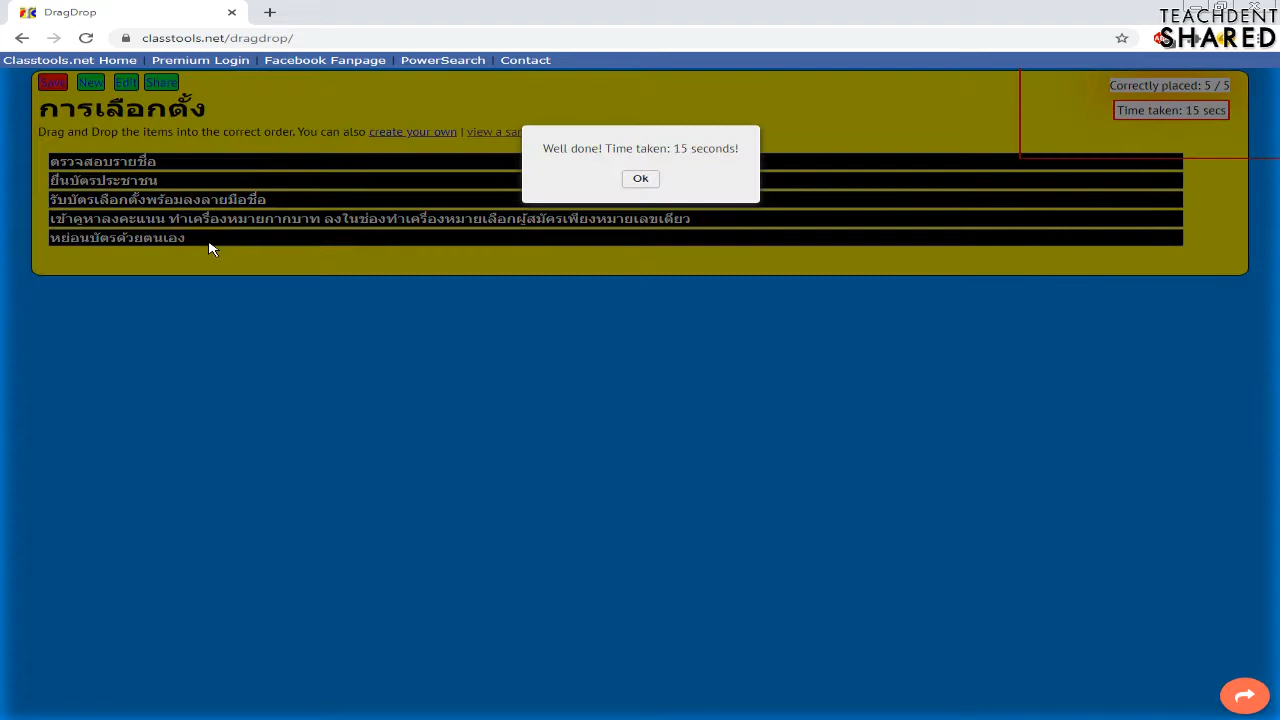 DragDrop
TEACHDENT
SHARED
classtools.net/dragdrop/
Classtools.net Home | Premium Login | Facebook Fanpage | PowerSearch | Contact
Save New Edit Share
Correctly placed: 5 / 5
การเลือกตั้ง
Time taken: 15 secs
Drag and Drop the items into the correct order. You can also create your own | view a
Well done! Time taken: 15 seconds!
Ok
ตรวจสอบรายชื่อ
ยื่นบัตรประชาชน
รับบัตรเลือกตั้งพร้อมลงลายมือชื่อ
เข้าคูหาลงคะแนน ทำเครื่องหมายกากบาท ลงในช่องทำเครื่องหมายเลือกผู้สมัครเพียงหมายเลขเดียว
หย่อนบัตรด้วยตนเอง